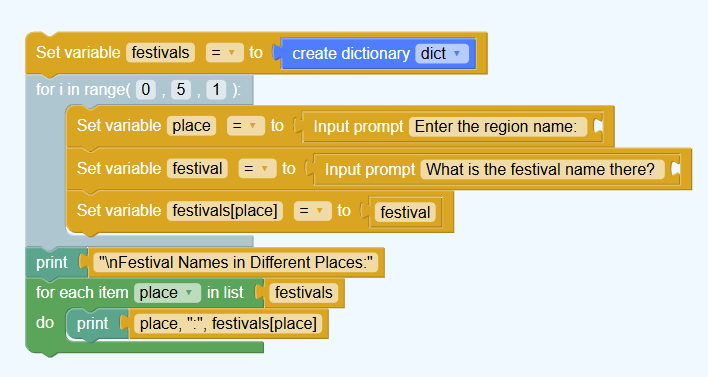 Set variable festivals = to create dictionary dict
for i in range( 0 , 5 , 1 ):
Set variable place = to Input prompt Enter the region name:
Set variable festival = to Input prompt What is the festival name there?
Set variable festivals[place] = to festival
print "\nFestival Names in Different Places:"
for each item place in list festivals
do print place, ":", festivals[place]